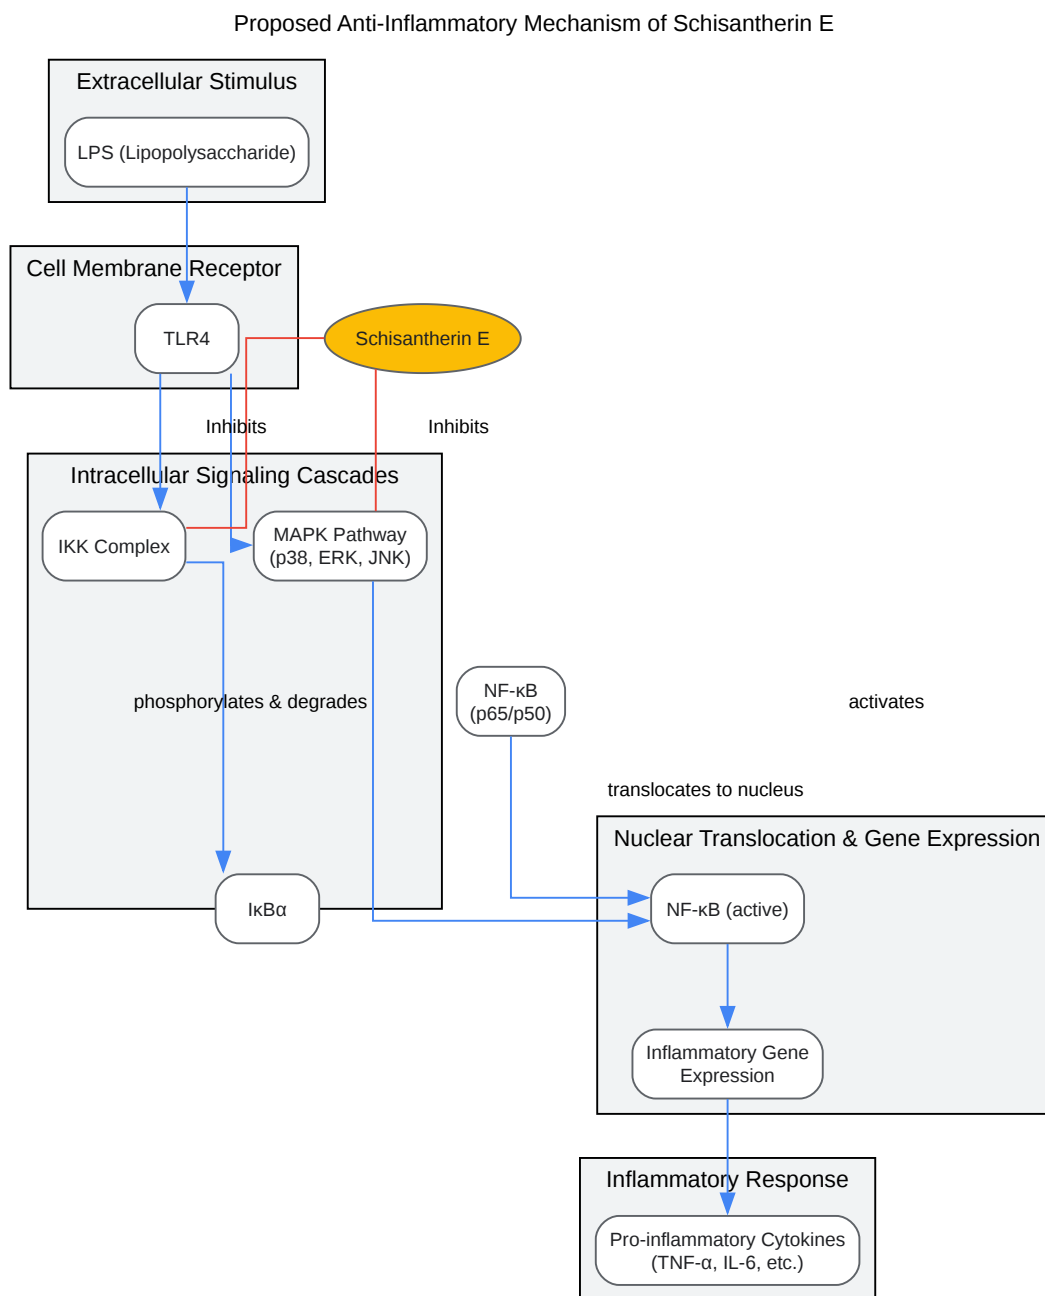 Proposed Anti-Inflammatory Mechanism of Schisantherin E
Extracellular Stimulus
LPS (Lipopolysaccharide)
Cell Membrane Receptor
TLR4
Schisantherin E
Inhibits
Inhibits
Intracellular Signaling Cascades
IKK Complex
MAPK Pathway
(p38, ERK, JNK)
phosphorylates & degrades
NF-κB
(p65/p50)
activates
translocates to nucleus
Nuclear Translocation & Gene Expression
IκBα
NF-κB (active)
Inflammatory Gene
Expression
Inflammatory Response
Pro-inflammatory Cytokines
(TNF-α, IL-6, etc.)